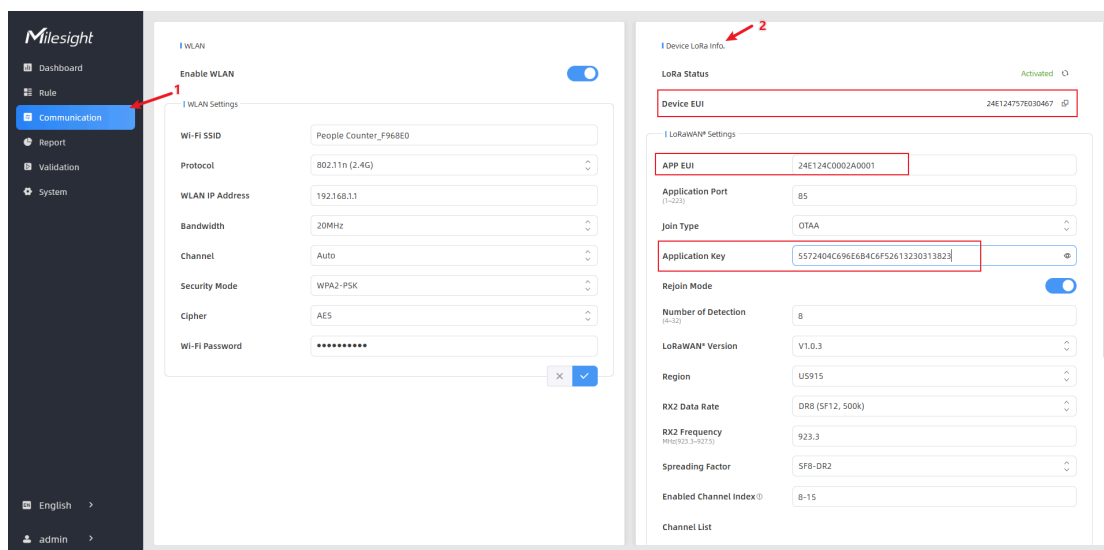 Milesight
Dashboard
Rule
Communication
Report
Validation
System
EN English >
admin >
1
WLAN
Enable WLAN
WLAN Settings
Wi-Fi SSID People Counter_F968E0
Protocol 802.11n (2.4G)
WLAN IP Address 192.168.1.1
Bandwidth 20MHz
Channel Auto
Security Mode WPA2-PSK
Cipher AES
Wi-Fi Password ••••••••••
2
Device LoRa Info.
LoRa Status Activated
Device EUI 24E124757E030467
LoRaWAN® Settings
APP EUI 24E124C0002A0001
Application Port 85
(1~223)
Join Type OTAA
Application Key 5572404C696E6B4C6F52613230313823
Rejoin Mode
Number of Detection 8
(4~32)
LoRaWAN® Version V1.0.3
Region US915
RX2 Data Rate DR8 (SF12, 500k)
RX2 Frequency 923.3
MHz(923.3~927.5)
Spreading Factor SF8-DR2
Enabled Channel Index 8-15
Channel List